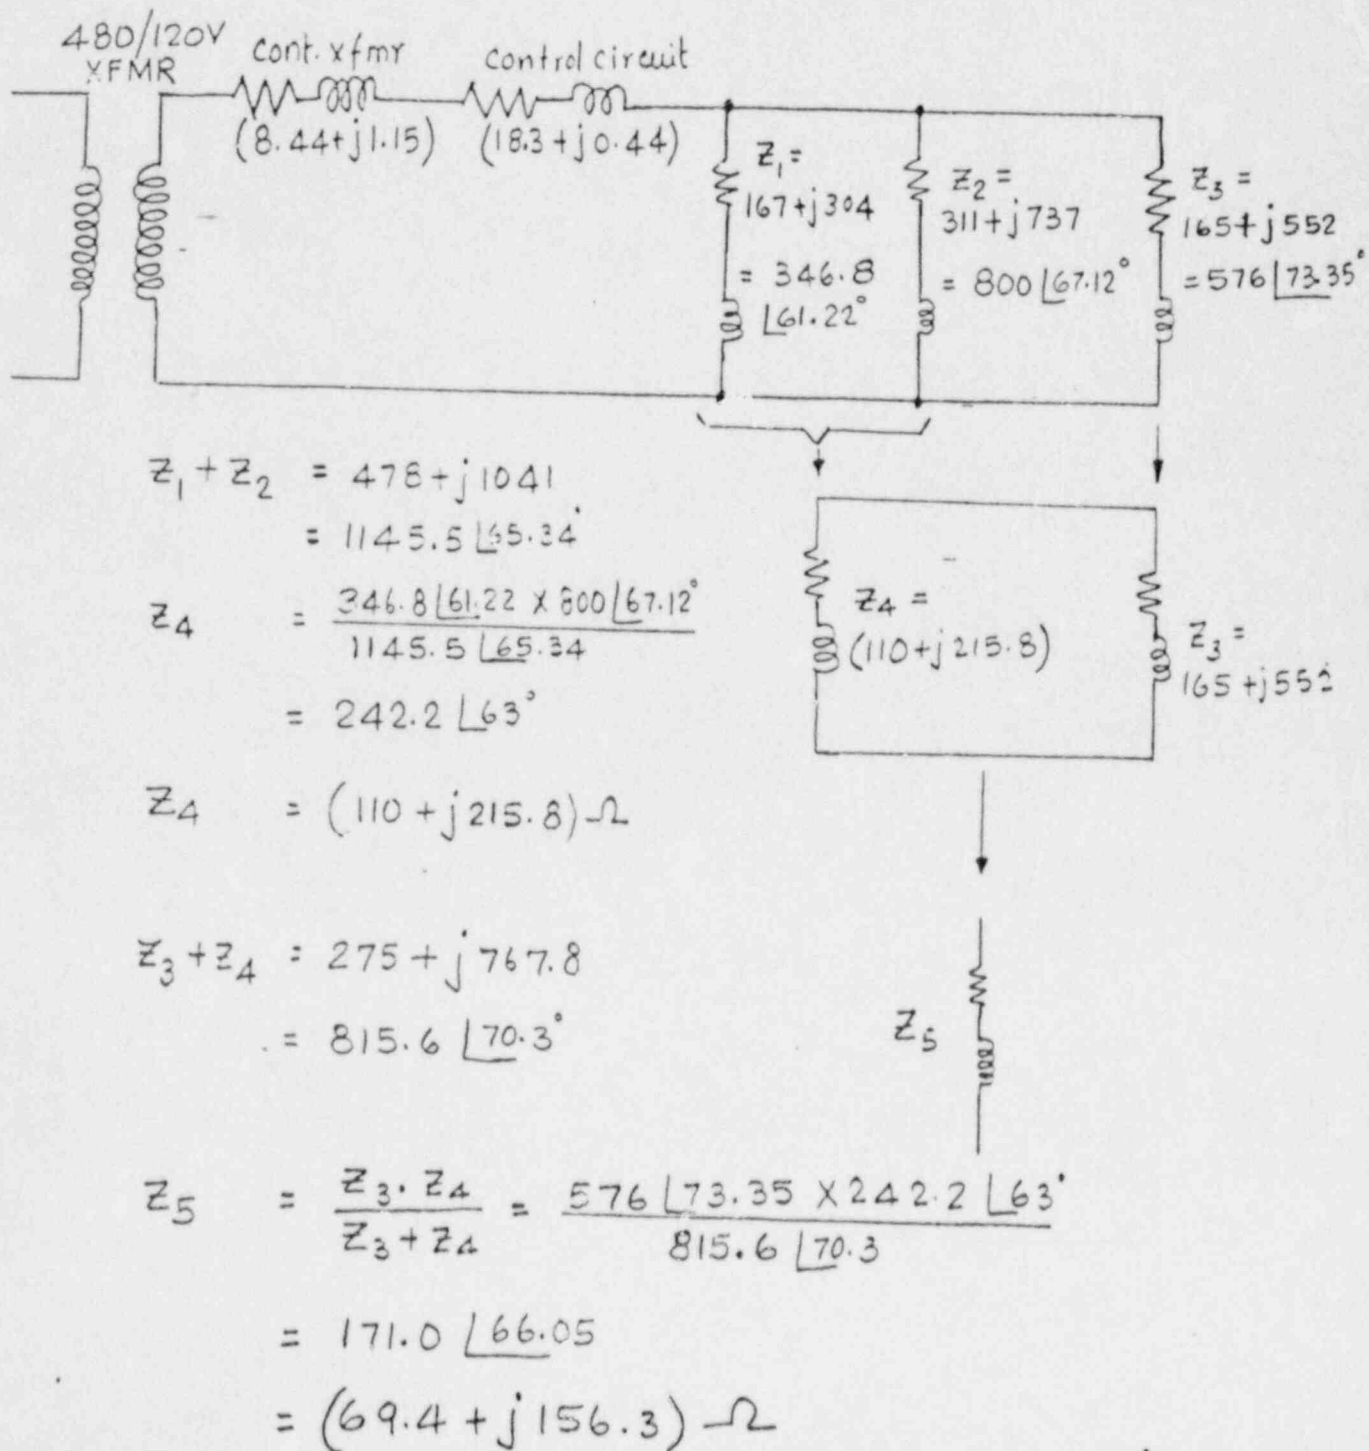 480/120V
XFMR
Cont. xfmr
Control circuit
(8.44+j1.15)
(18.3+j0.44)
Z₁ =
167+j304
= 346.8
∠61.22°
Z₂ =
311+j737
= 800∠67.12°
Z₃ =
165+j552
= 576∠73.35°
Z₁ + Z₂ = 478+j1041
= 1145.5∠65.34°
Z₄ = 346.8∠61.22 X 800∠67.12° / 1145.5∠65.34
= 242.2∠63°
Z₄ = (110+j215.8)Ω
Z₄ =
(110+j215.8)
Z₃ =
165+j552
Z₃+Z₄ = 275+j767.8
= 815.6∠70.3°
Z₅
Z₅ = Z₃.Z₄ / Z₃+Z₄ = 576∠73.35 X 242.2∠63° / 815.6∠70.3
= 171.0∠66.05
= (69.4+j156.3)Ω